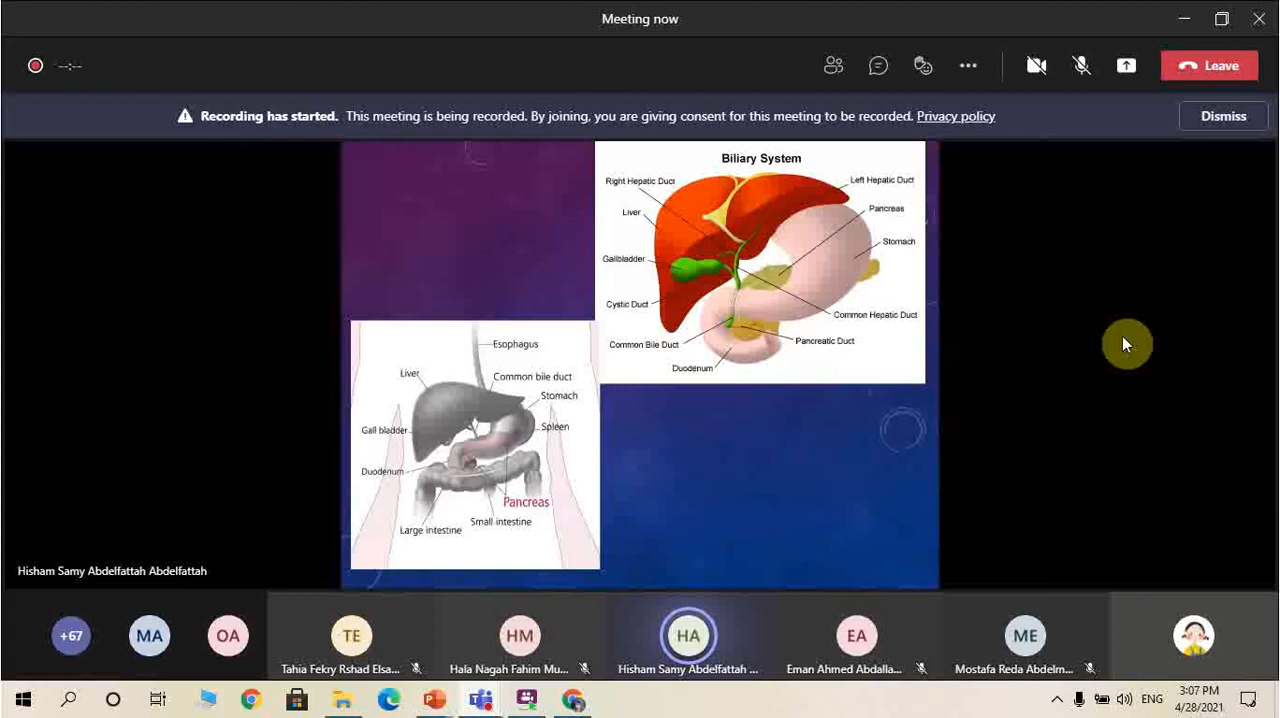 Meeting now
--:--
Leave
Recording has started. This meeting is being recorded. By joining, you are giving consent for this meeting to be recorded. Privacy policy
Dismiss
Biliary System
Right Hepatic Duct
Left Hepatic Duct
Liver
Pancreas
Stomach
Gallbladder
Cystic Duct
Common Hepatic Duct
Common Bile Duct
Pancreatic Duct
Duodenum
Esophagus
Liver
Common bile duct
Stomach
Gall bladder
Spleen
Duodenum
Pancreas
Large intestine
Small intestine
Hisham Samy Abdelfattah Abdelfattah
+67
MA
OA
TE
HM
HA
EA
ME
Tahia Fekry Rshad Elsa...
Hala Nagah Fahim Mu...
Hisham Samy Abdelfattah ...
Eman Ahmed Abdalla...
Mostafa Reda Abdelm...
ENG
3:07 PM
4/28/2021